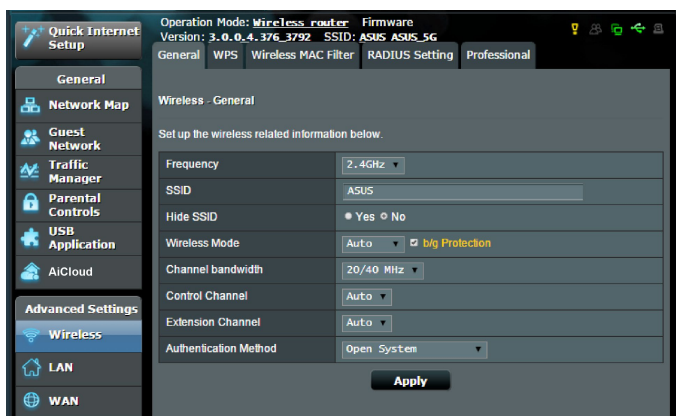 Quick Internet
Setup
Operation Mode: Wireless router Firmware
Version: 3.0.0.4.376_3792 SSID: ASUS ASUS_5G
General WPS Wireless MAC Filter RADIUS Setting Professional
General
Network Map
Guest
Network
Traffic
Manager
Parental
Controls
USB
Application
AiCloud
Advanced Settings
Wireless
LAN
WAN
Wireless - General
Set up the wireless related information below.
Frequency 2.4GHz
SSID ASUS
Hide SSID Yes No
Wireless Mode Auto b/g Protection
Channel bandwidth 20/40 MHz
Control Channel Auto
Extension Channel Auto
Authentication Method Open System
Apply